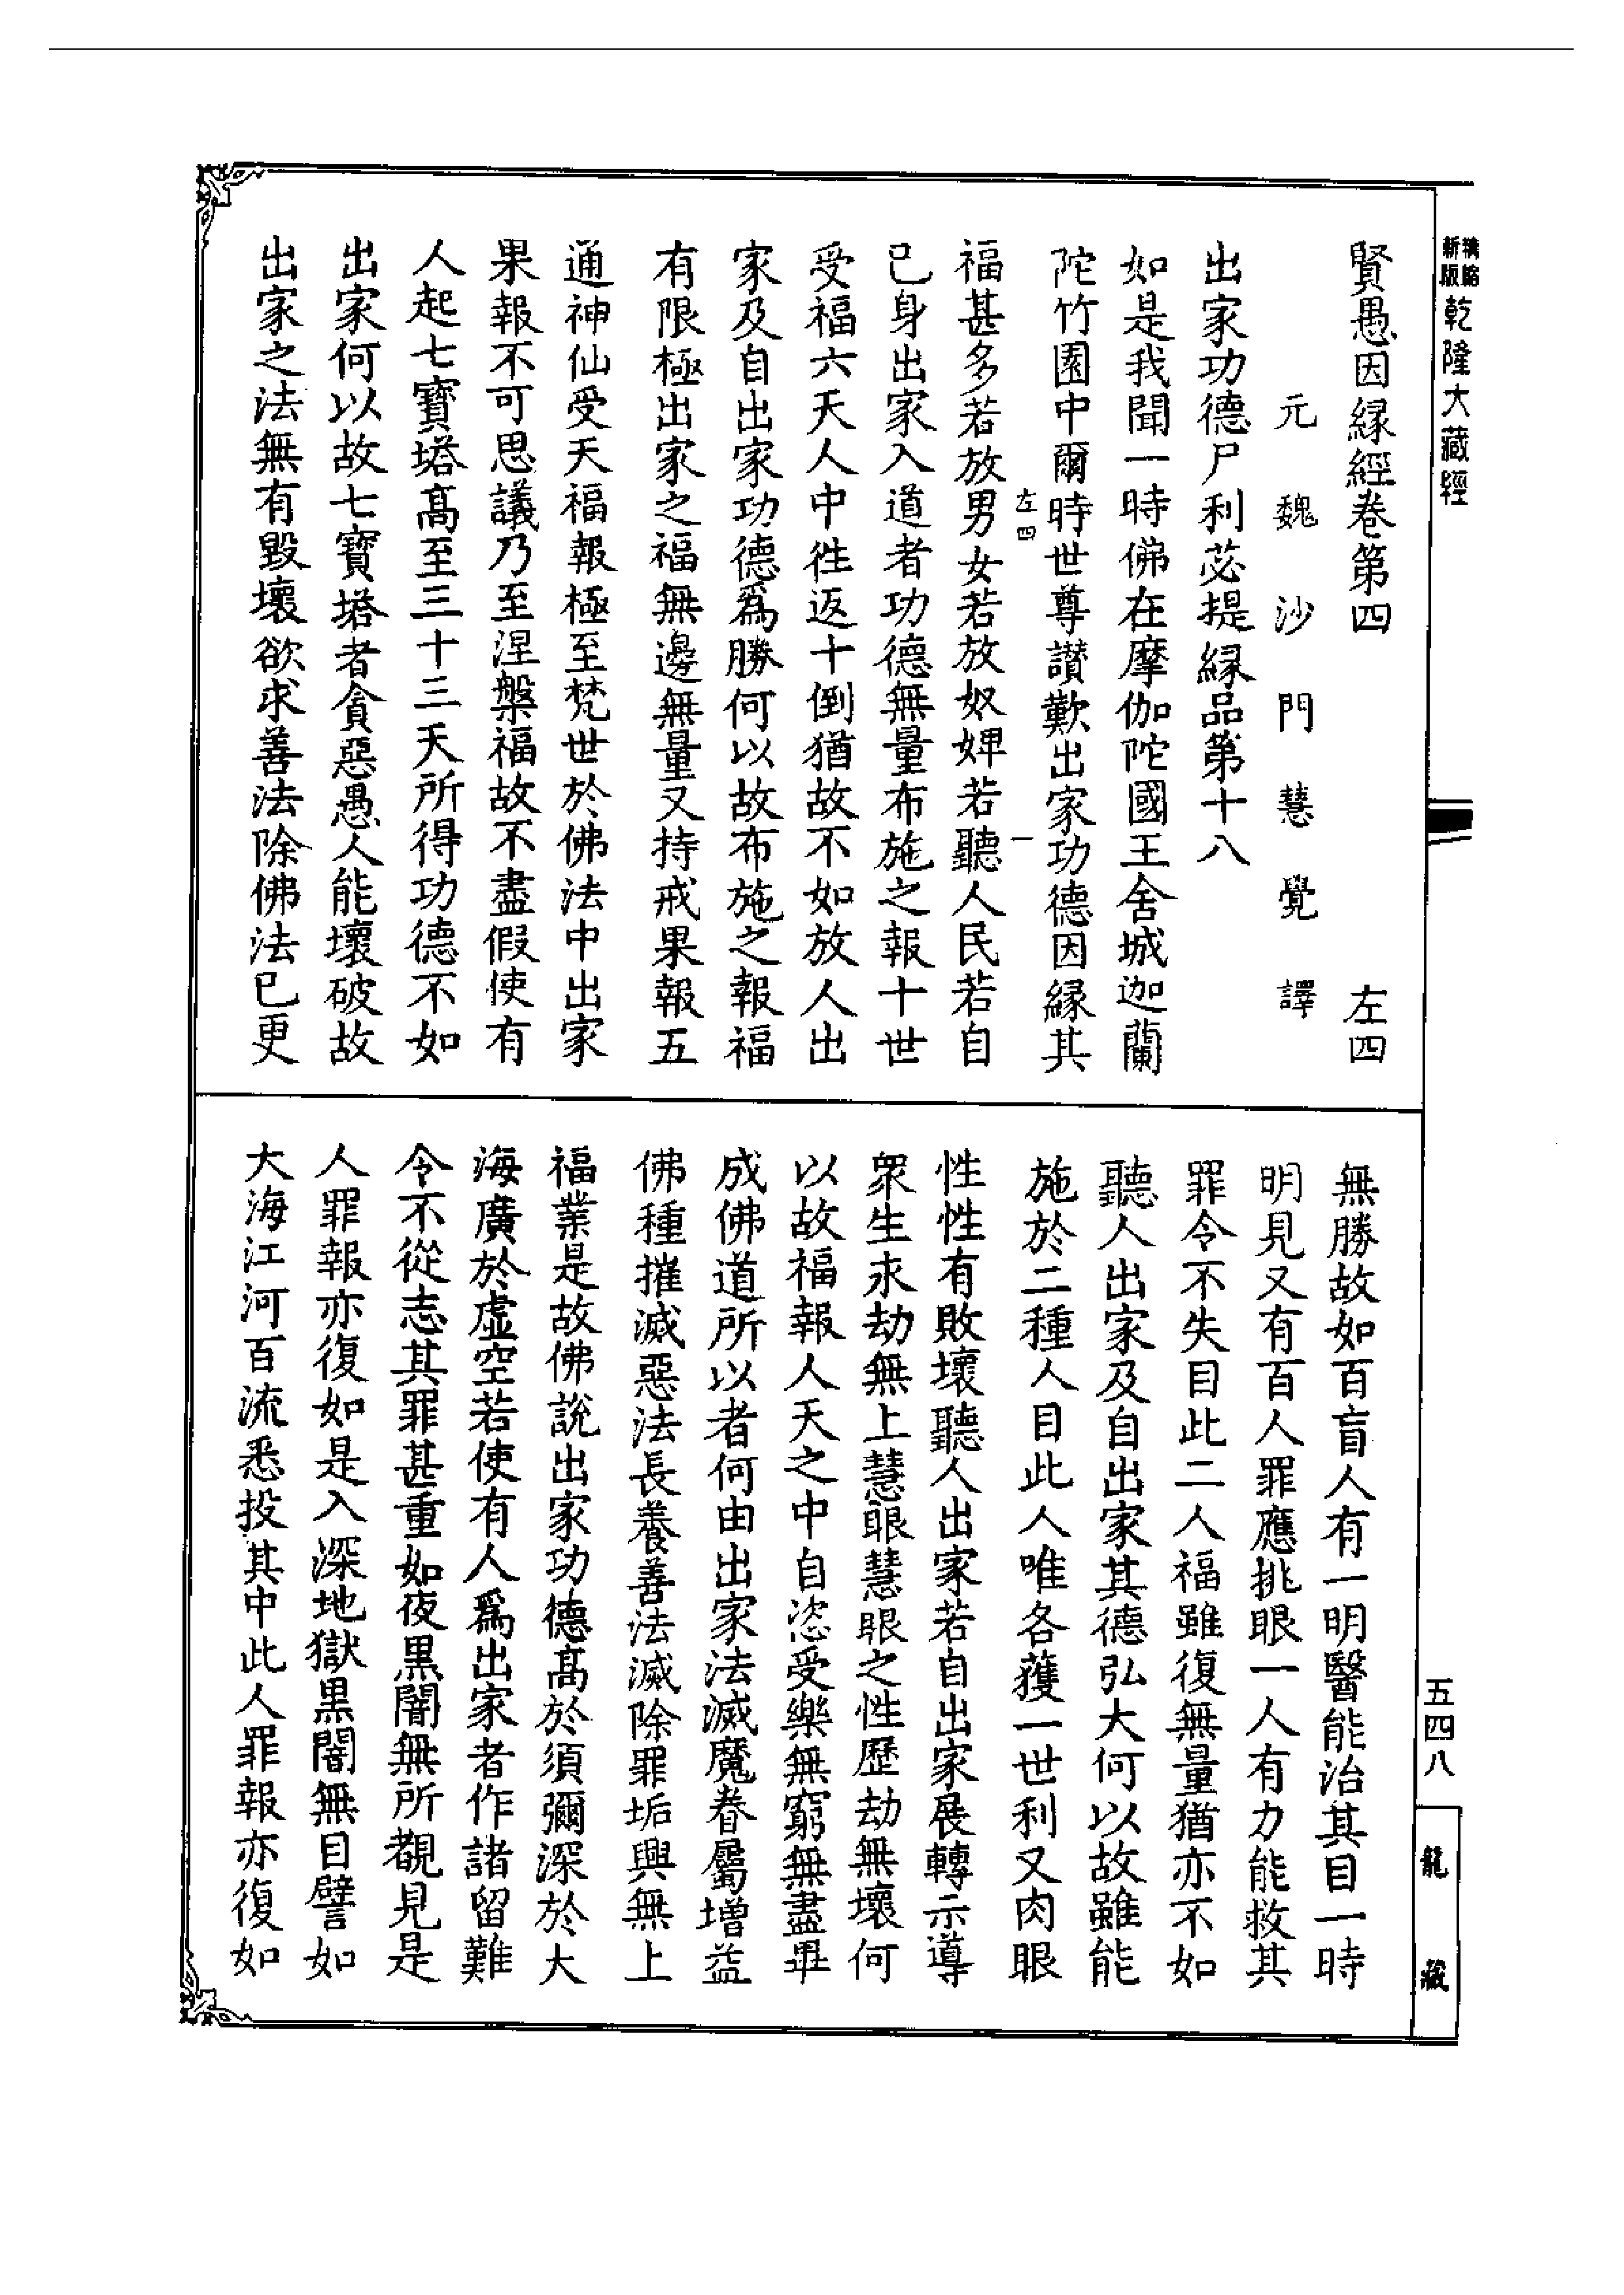 新版精縮乾隆大藏經
賢愚因緣經卷第四 左四
元魏沙門慧覺譯
出家功德尸利苾提緣品第十八
如是我聞一時佛在摩伽陀國王舍城迦蘭
陀竹園中爾時世尊讚歎出家功德因緣其
左四 一
福甚多若放男女若放奴婢若聽人民若自
已身出家入道者功德無量布施之報十世
受福六天人中徃返十倒猶故不如放人出
家及自出家功德爲勝何以故布施之報福
有限極出家之福無邊無量又持戒果報五
通神仙受天福報極至梵世於佛法中出家
果報不可思議乃至涅槃福故不盡假使有
人起七寶塔髙至三十三天所得功德不如
出家何以故七寶塔者貪惡愚人能壞破故
出家之法無有毀壞欲求善法除佛法已更
無勝故如百盲人有一明醫能治其目一時
明見又有百人罪應挑眼一人有力能救其
罪令不失目此二人福雖復無量猶亦不如
聽人出家及自出家其德弘大何以故雖能
施於二種人目此人唯各獲一世利又肉眼
性性有敗壞聽人出家若自出家展轉示導
衆生永劫無上慧眼慧眼之性歷劫無壞何
以故福報人天之中自恣受樂無窮無盡畢
成佛道所以者何由出家法滅魔眷屬增益
佛種摧滅惡法長養善法滅除罪垢興無上
福業是故佛說出家功德髙於須彌深於大
海廣於虛空若使有人爲出家者作諸留難
令不從志其罪甚重如夜黑闇無所覩見是
人罪報亦復如是入深地獄黑闇無目譬如
大海江河百流悉投其中此人罪報亦復如
五四八
龍藏